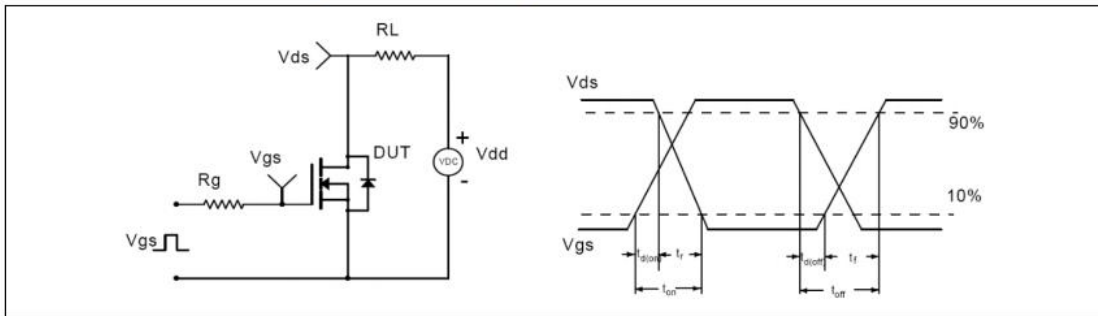 RL
Vds
Vgs
DUT
+
VDC
Vdd
-
Rg
Vgs
Vds
90%
10%
Vgs
td(on)
tr
td(off)
tf
ton
toff